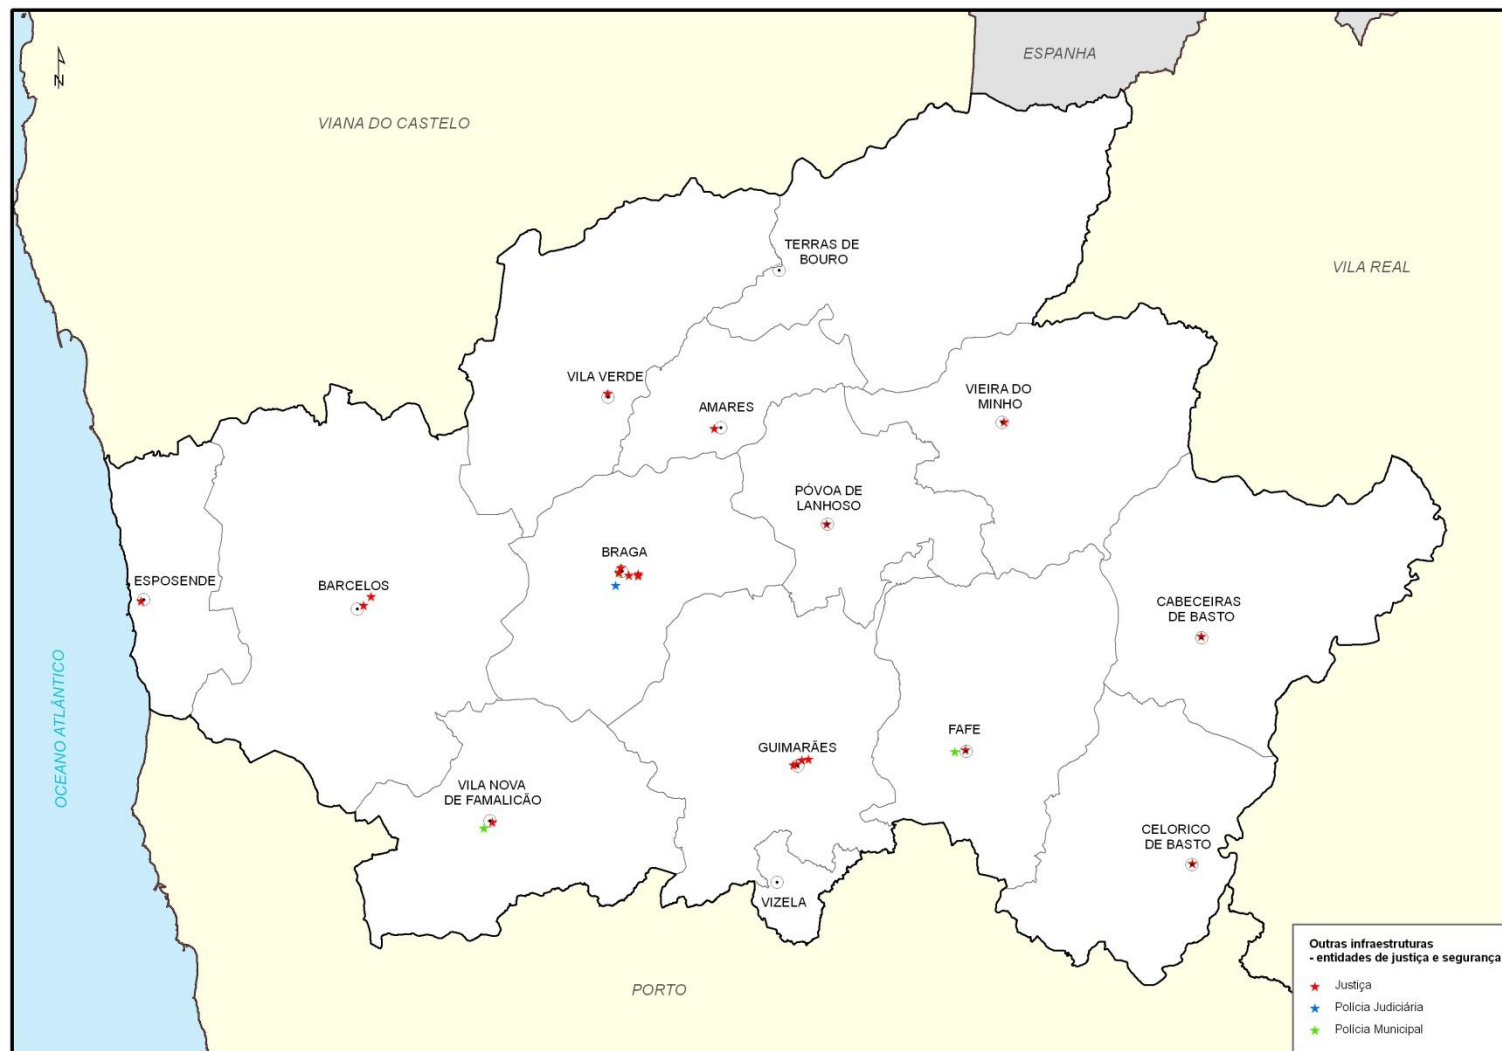 ESPANHA
N
VIANA DO CASTELO
TERRAS DE
BOURO
VILA REAL
VILA VERDE
VIEIRA DO
MINHO
AMARES
PÓVOA DE
LANHOSO
BRAGA
ESPOSENDE
BARCELOS
CABECEIRAS
DE BASTO
OCEANO ATLÂNTICO
FAFE
GUIMARÃES
VILA NOVA
DE FAMALICÃO
CELORICO
DE BASTO
VIZELA
PORTO
Outras infraestruturas
- entidades de justiça e segurança
Justiça
Polícia Judiciária
Polícia Municipal